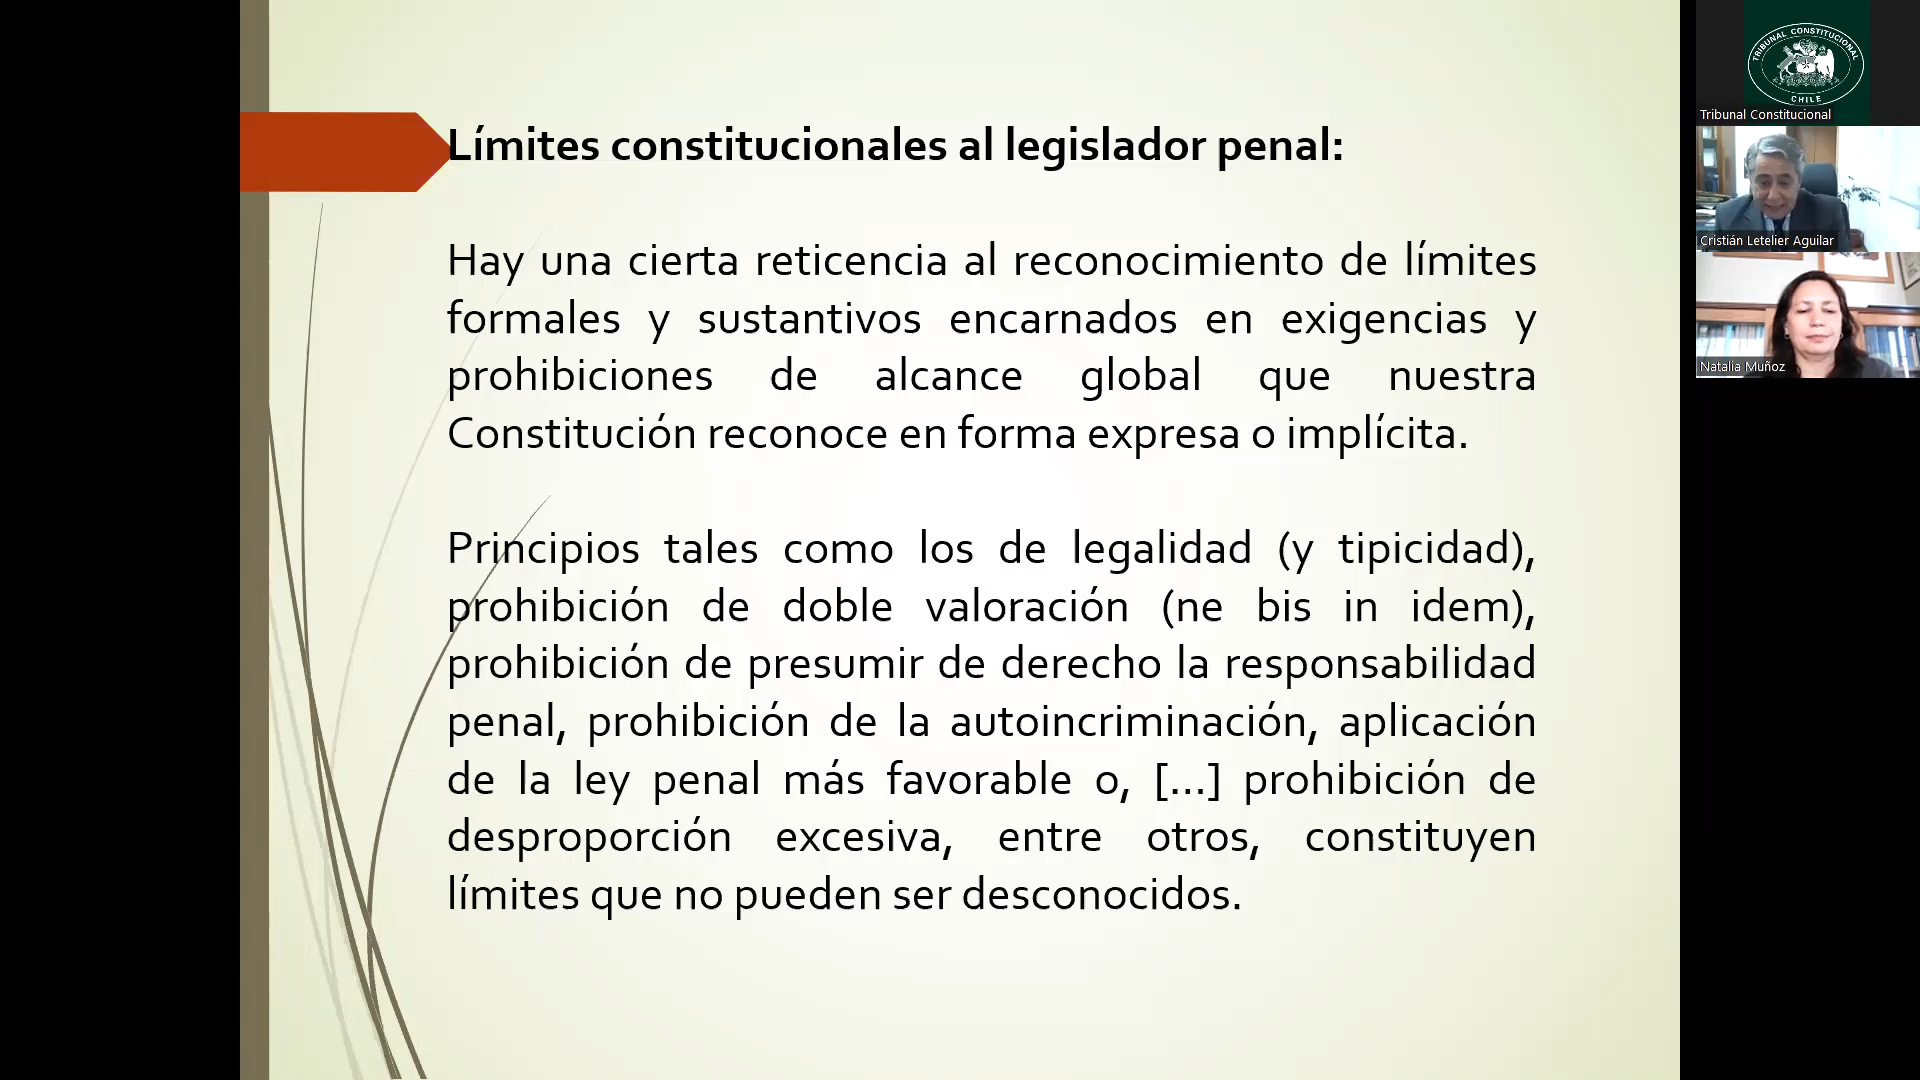 Límites constitucionales al legislador penal:
Hay una cierta reticencia al reconocimiento de límites
formales y sustantivos encarnados en exigencias y
prohibiciones de alcance global que nuestra
Constitución reconoce en forma expresa o implícita.
Principios tales como los de legalidad (y tipicidad),
prohibición de doble valoración (ne bis in idem),
prohibición de presumir de derecho la responsabilidad
penal, prohibición de la autoincriminación, aplicación
de la ley penal más favorable o, [...] prohibición de
desproporción excesiva, entre otros, constituyen
límites que no pueden ser desconocidos.
TRIBUNAL CONSTITUCIONAL
CHILE
Tribunal Constitucional
Cristián Letelier Aguilar
Natalia Muñoz